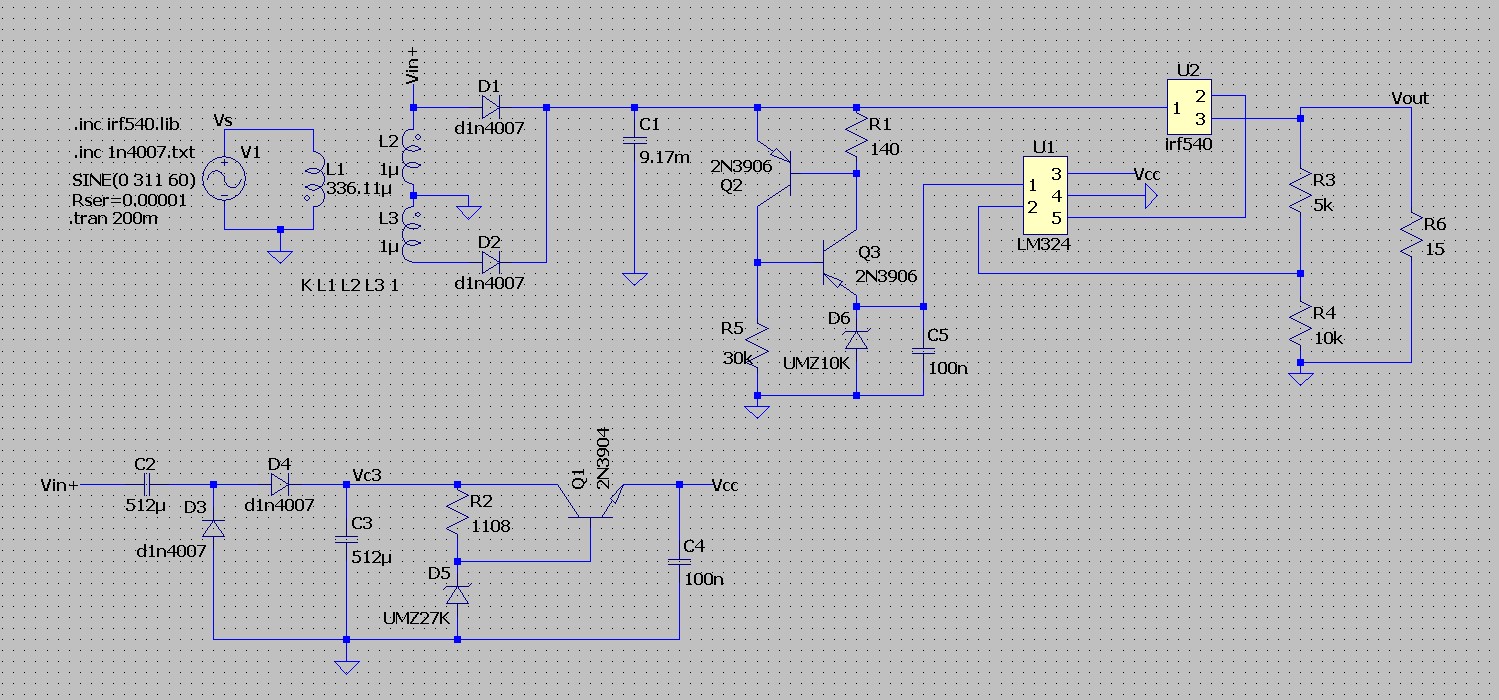 Vin+
U2
1
2
3
irf540
Vout
.inc irf540.lib
.inc 1n4007.txt
SINE(0 311 60)
Rser=0.00001
.tran 200m
Vs
V1
L1
336.11µ
L2
1µ
L3
1µ
K L1 L2 L3 1
D1
d1n4007
D2
d1n4007
C1
9.17m
2N3906
Q2
R1
140
Q3
2N3906
R5
30k
D6
UMZ10K
C5
100n
U1
1
2
3
4
5
LM324
Vcc
R3
5k
R4
10k
R6
15
Vin+
C2
512µ
D3
d1n4007
D4
d1n4007
Vc3
C3
512µ
R2
1108
D5
UMZ27K
Q1
2N3904
C4
100n
Vcc